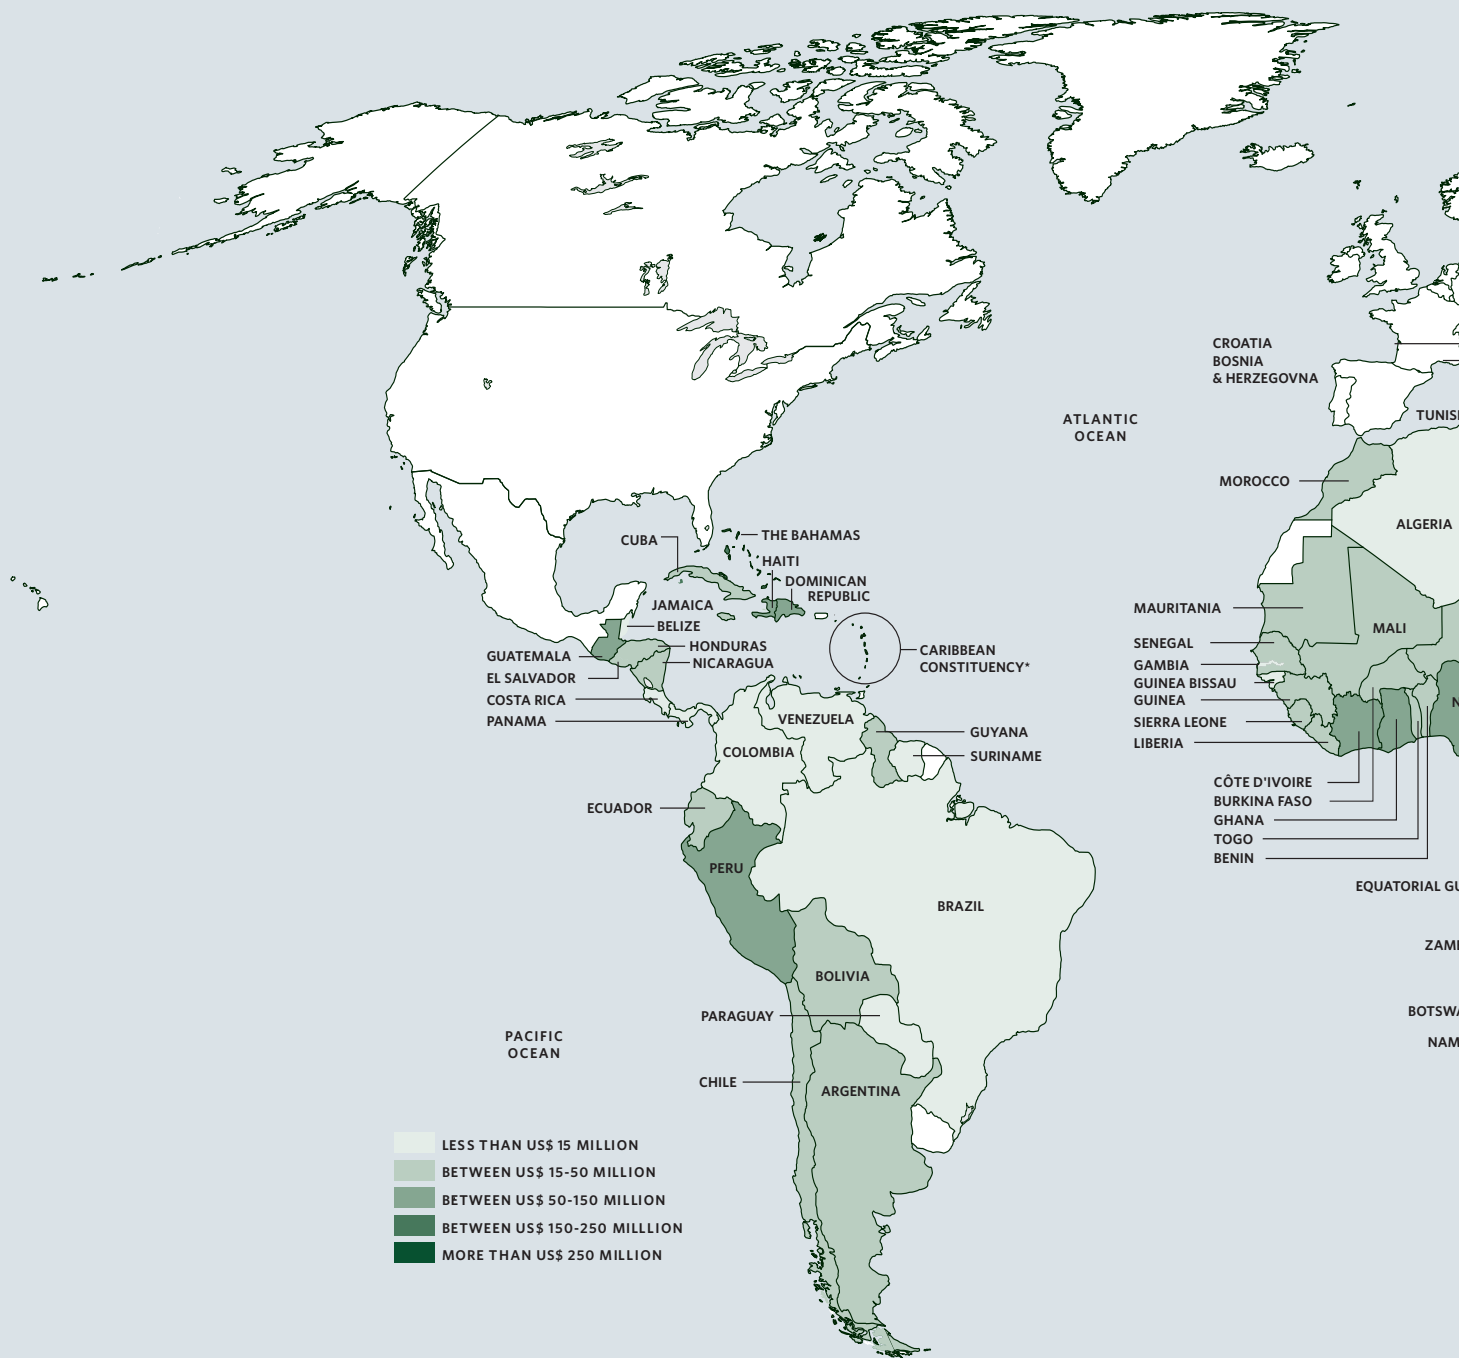 CROATIA
BOSNIA
& HERZEGOVNA
ATLANTIC
OCEAN
TUNISI
MOROCCO
ALGERIA
CUBA
THE BAHAMAS
HAITI
DOMINICAN
REPUBLIC
JAMAICA
BELIZE
MAURITANIA
MALI
HONDURAS
SENEGAL
CARIBBEAN
CONSTITUENCY*
GUATEMALA
NICARAGUA
GAMBIA
EL SALVADOR
GUINEA BISSAU
COSTA RICA
GUINEA
N
PANAMA
VENEZUELA
SIERRA LEONE
GUYANA
LIBERIA
COLOMBIA
SURINAME
CÔTE D'IVOIRE
BURKINA FASO
ECUADOR
GHANA
TOGO
BENIN
PERU
EQUATORIAL GU
BRAZIL
ZAMI
BOLIVIA
BOTSWA
PARAGUAY
PACIFIC
OCEAN
NAM
CHILE
ARGENTINA
LESS THAN US$ 15 MILLION
BETWEEN US$ 15-50 MILLION
BETWEEN US$ 50-150 MILLION
BETWEEN US$ 150-250 MILLLION
MORE THAN US$ 250 MILLION